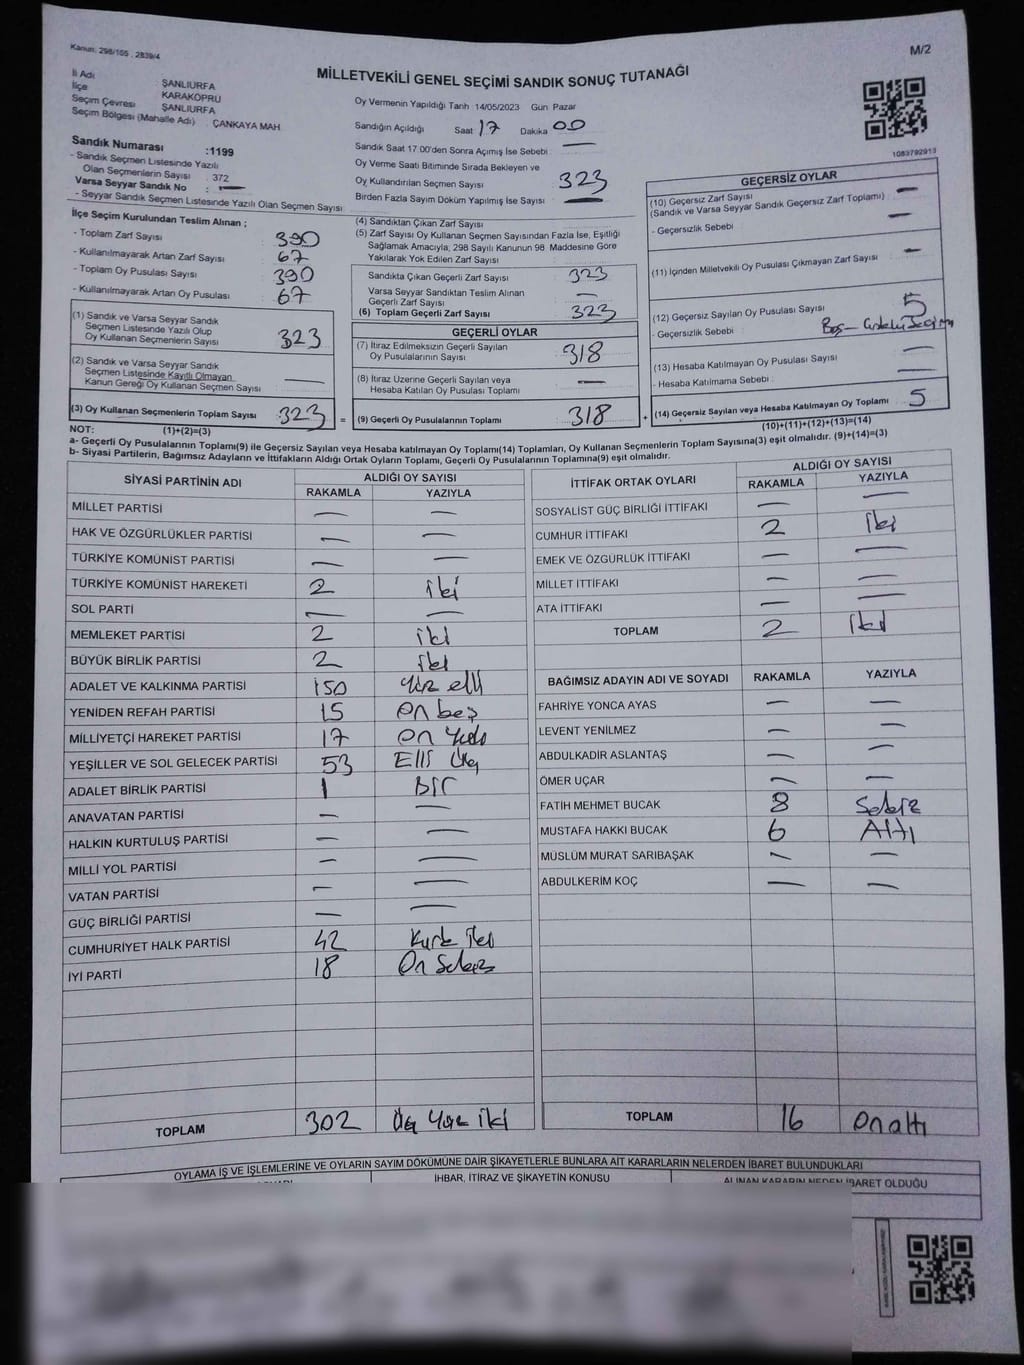 Kanun: 298/105 , 2839/4
M/2
MİLLETVEKİLİ GENEL SEÇİMİ SANDIK SONUÇ TUTANAĞI
İl Adı ŞANLIURFA
İlçe KARAKÖPRÜ
Seçim Çevresi ŞANLIURFA
Seçim Bölgesi (Mahalle Adı) : ÇANKAYA MAH
Sandık Numarası :1199
- Sandık Seçmen Listesinde Yazılı
Olan Seçmenlerin Sayısı : 372
Varsa Seyyar Sandık No : —
- Seyyar Sandık Seçmen Listesinde Yazılı Olan Seçmen Sayısı :
İlçe Seçim Kurulundan Teslim Alınan ;
- Toplam Zarf Sayısı : 390
- Kullanılmayarak Artan Zarf Sayısı : 67
- Toplam Oy Pusulası Sayısı : 390
- Kullanılmayarak Artan Oy Pusulası : 67
(1) Sandık ve Varsa Seyyar Sandık
Seçmen Listesinde Yazılı Olup
Oy Kullanan Seçmenlerin Sayısı : 323
(2) Sandık ve Varsa Seyyar Sandık
Seçmen Listesinde Kayıtlı Olmayan
Kanun Gereği Oy Kullanan Seçmen Sayısı : —
(3) Oy Kullanan Seçmenlerin Toplam Sayısı : 323 =
(1)+(2)=(3)
Oy Vermenin Yapıldığı Tarih :14/05/2023 Gün :Pazar
Sandığın Açıldığı Saat 17 Dakika 00
Sandık Saat 17:00'den Sonra Açımış İse Sebebi : —
Oy Verme Saati Bitiminde Sırada Bekleyen ve
Oy Kullandırılan Seçmen Sayısı : 323
Birden Fazla Sayım Döküm Yapılmış İse Sayısı : —
(4) Sandıktan Çıkan Zarf Sayısı :
(5) Zarf Sayısı Oy Kullanan Seçmen Sayısından Fazla İse, Eşitliği
Sağlamak Amacıyla, 298 Sayılı Kanunun 98. Maddesine Göre
Yakılarak Yok Edilen Zarf Sayısı :
Sandıkta Çıkan Geçerli Zarf Sayısı : 323
Varsa Seyyar Sandıktan Teslim Alınan
Geçerli Zarf Sayısı : —
(6) Toplam Geçerli Zarf Sayısı : 323
GEÇERLİ OYLAR
(7) İtiraz Edilmeksizin Geçerli Sayılan
Oy Pusulalarının Sayısı : 318
(8) İtiraz Üzerine Geçerli Sayılan veya
Hesaba Katılan Oy Pusulası Toplamı : —
(9) Geçerli Oy Pusulalarının Toplamı : 318 +
1083792913
GEÇERSİZ OYLAR
(10) Geçersiz Zarf Sayısı : —
(Sandık ve Varsa Seyyar Sandık Geçersiz Zarf Toplamı)
- Geçersizlik Sebebi : —
(11) İçinden Milletvekili Oy Pusulası Çıkmayan Zarf Sayısı : —
(12) Geçersiz Sayılan Oy Pusulası Sayısı : 5
- Geçersizlik Sebebi : Boş –
(13) Hesaba Katılmayan Oy Pusulası Sayısı : —
- Hesaba Katılmama Sebebi : —
(14) Geçersiz Sayılan veya Hesaba Katılmayan Oy Toplamı : 5
(10)+(11)+(12)+(13)=(14)
NOT:
a- Geçerli Oy Pusulalarının Toplamı(9) ile Geçersiz Sayılan veya Hesaba katılmayan Oy Toplamı(14) Toplamları, Oy Kullanan Seçmenlerin Toplam Sayısına(3) eşit olmalıdır. (9)+(14)=(3)
b- Siyasi Partilerin, Bağımsız Adayların ve İttifakların Aldığı Ortak Oyların Toplamı, Geçerli Oy Pusulalarının Toplamına(9) eşit olmalıdır.
SİYASİ PARTİNİN ADI ALDIĞI OY SAYISI
RAKAMLA YAZIYLA
MİLLET PARTİSİ — —
HAK VE ÖZGÜRLÜKLER PARTİSİ — —
TÜRKİYE KOMÜNİST PARTİSİ — —
TÜRKİYE KOMÜNİST HAREKETİ 2 iki
SOL PARTİ — —
MEMLEKET PARTİSİ 2 iki
BÜYÜK BİRLİK PARTİSİ 2 iki
ADALET VE KALKINMA PARTİSİ 150 Yüz elli
YENİDEN REFAH PARTİSİ 15 on beş
MİLLİYETÇİ HAREKET PARTİSİ 17 on Yedi
YEŞİLLER VE SOL GELECEK PARTİSİ 53 Elli Üç
ADALET BİRLİK PARTİSİ 1 Bir
ANAVATAN PARTİSİ — —
HALKIN KURTULUŞ PARTİSİ — —
MİLLİ YOL PARTİSİ — —
VATAN PARTİSİ — —
GÜÇ BİRLİĞİ PARTİSİ — —
CUMHURİYET HALK PARTİSİ 42 Kırk iki
İYİ PARTİ 18 On Sekiz
TOPLAM 302 Üç Yüz iki
İTTİFAK ORTAK OYLARI ALDIĞI OY SAYISI
RAKAMLA YAZIYLA
SOSYALİST GÜÇ BİRLİĞİ İTTİFAKI — —
CUMHUR İTTİFAKI 2 iki
EMEK VE ÖZGÜRLÜK İTTİFAKI — —
MİLLET İTTİFAKI — —
ATA İTTİFAKI — —
TOPLAM 2 iki
BAĞIMSIZ ADAYIN ADI VE SOYADI RAKAMLA YAZIYLA
FAHRİYE YONCA AYAS — —
LEVENT YENİLMEZ — —
ABDULKADİR ASLANTAŞ — —
ÖMER UÇAR — —
FATİH MEHMET BUCAK 8 Sekiz
MUSTAFA HAKKI BUCAK 6 Altı
MÜSLÜM MURAT SARIBAŞAK — —
ABDULKERİM KOÇ — —
TOPLAM 16 Onaltı
OYLAMA İŞ VE İŞLEMLERİNE VE OYLARIN SAYIM DÖKÜMÜNE DAİR ŞİKAYETLERLE BUNLARA AİT KARARLARIN NELERDEN İBARET BULUNDUKLARI
İHBAR, İTİRAZ VE ŞİKAYETİN KONUSU
ALINAN KARARIN NEDEN İBARET OLDUĞU